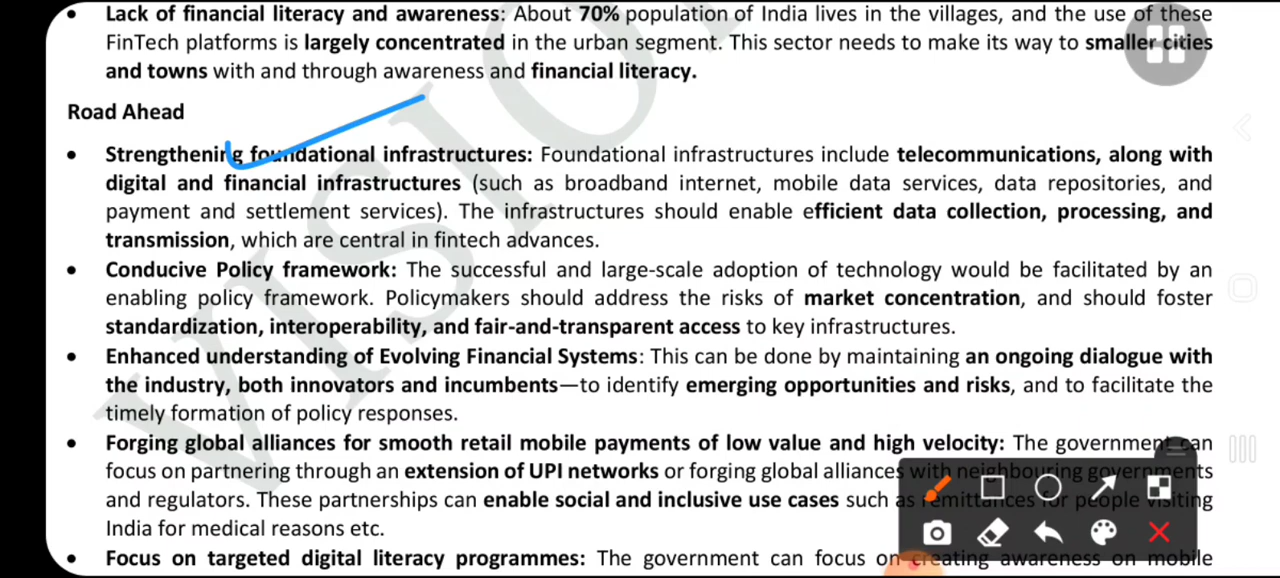 • Lack of financial literacy and awareness: About 70% population of India lives in the villages, and the use of these
FinTech platforms is largely concentrated in the urban segment. This sector needs to make its way to smaller cities
and towns with and through awareness and financial literacy.
Road Ahead
• Strengthening foundational infrastructures: Foundational infrastructures include telecommunications, along with
digital and financial infrastructures (such as broadband internet, mobile data services, data repositories, and
payment and settlement services). The infrastructures should enable efficient data collection, processing, and
transmission, which are central in fintech advances.
• Conducive Policy framework: The successful and large-scale adoption of technology would be facilitated by an
enabling policy framework. Policymakers should address the risks of market concentration, and should foster
standardization, interoperability, and fair-and-transparent access to key infrastructures.
• Enhanced understanding of Evolving Financial Systems: This can be done by maintaining an ongoing dialogue with
the industry, both innovators and incumbents—to identify emerging opportunities and risks, and to facilitate the
timely formation of policy responses.
• Forging global alliances for smooth retail mobile payments of low value and high velocity: The government can
focus on partnering through an extension of UPI networks or forging global alliances with neighbouring governments
and regulators. These partnerships can enable social and inclusive use cases such as remittances for people visiting
India for medical reasons etc.
• Focus on targeted digital literacy programmes: The government can focus on creating awareness on mobile
VISIO